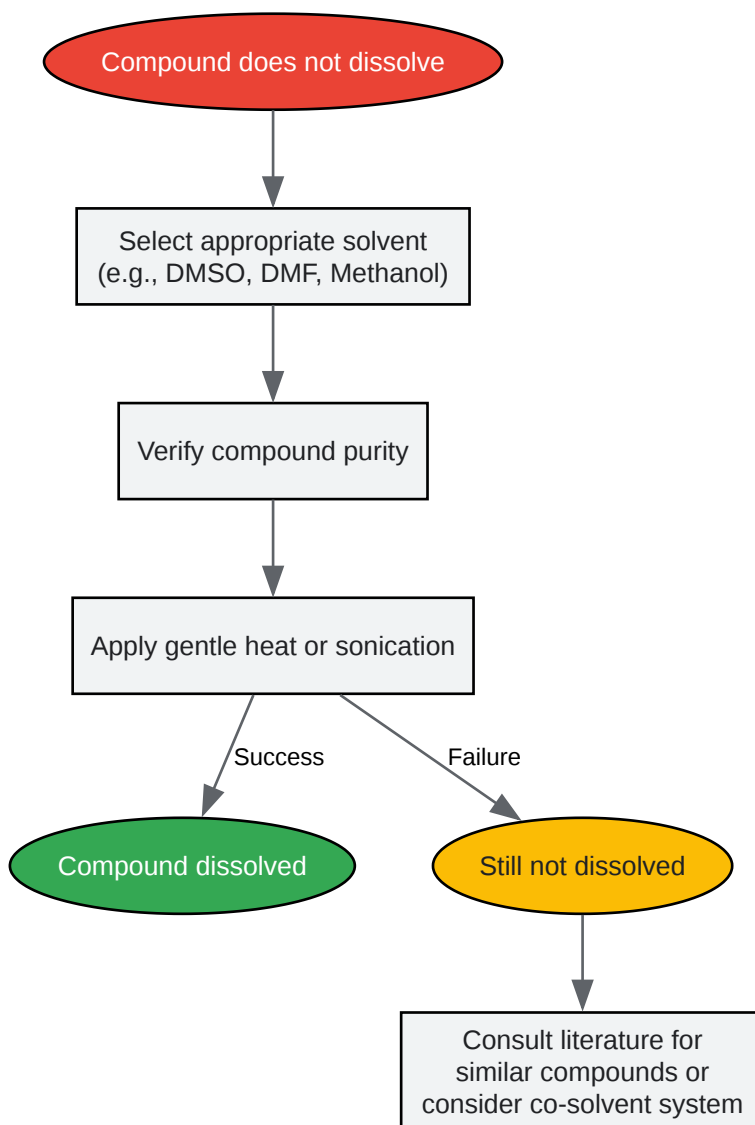 Compound does not dissolve
Select appropriate solvent
(e.g., DMSO, DMF, Methanol)
Verify compound purity
Apply gentle heat or sonication
Success
Failure
Compound dissolved
Still not dissolved
Consult literature for
similar compounds or
consider co-solvent system